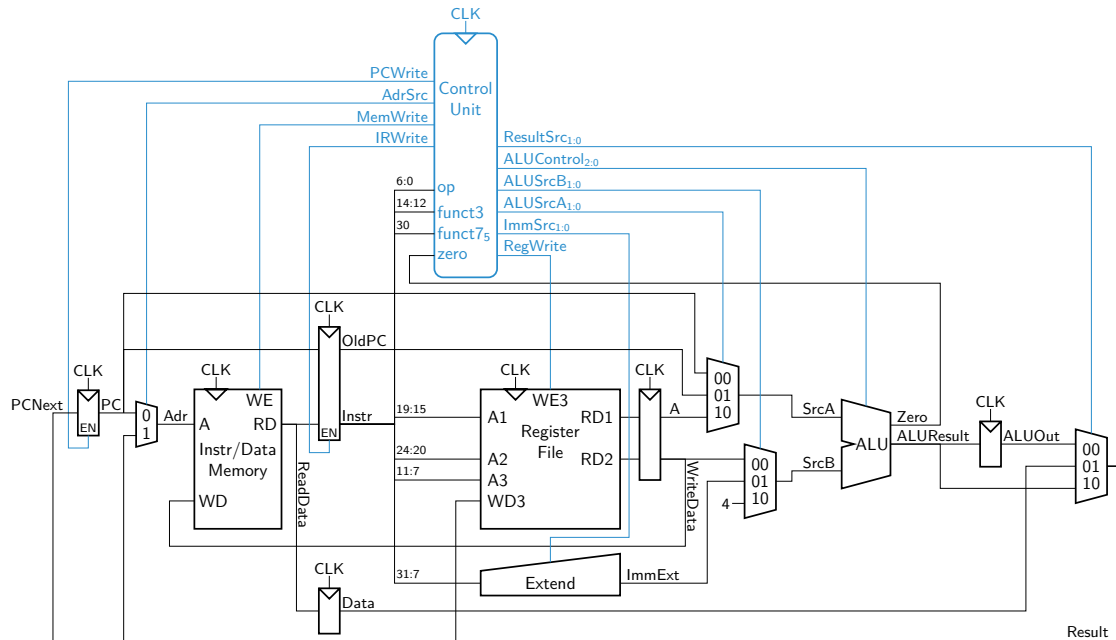 CLK
PCWrite
AdrSrc
MemWrite
IRWrite
Control
Unit
ResultSrc1:0
ALUControl2:0
ALUSrcB1:0
ALUSrcA1:0
ImmSrc1:0
RegWrite
6:0
op
14:12
funct3
30
funct75
zero
CLK
OldPC
CLK
PCNext
PC
EN
0
1
Adr
CLK
WE
A
RD
Instr/Data
Memory
WD
ReadData
Instr
EN
19:15
24:20
11:7
31:7
CLK
WE3
A1
RD1
Register
File
A2
RD2
A3
WD3
CLK
A
WriteData
00
01
10
00
01
10
4
SrcA
SrcB
ALU
Zero
ALUResult
CLK
ALUOut
00
01
10
Extend
ImmExt
CLK
Data
Result